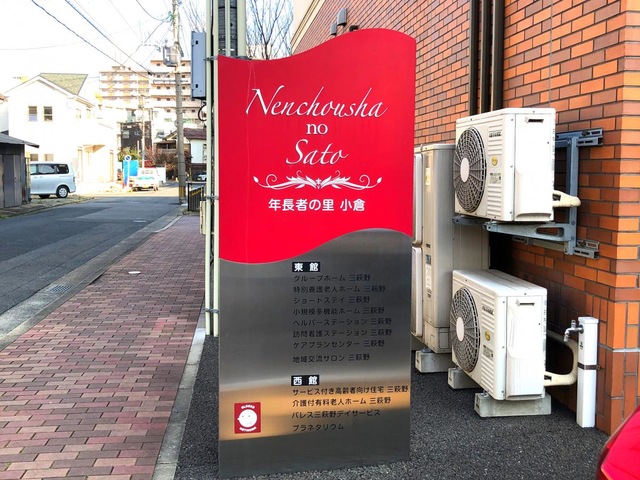 Nenchousha
no
Sato
年長者の里 小倉
東館
グループホーム 三萩野
特別養護老人ホーム 三萩野
ショートステイ 三萩野
小規模多機能ホーム 三萩野
ヘルパーステーション 三萩野
訪問看護ステーション 三萩野
ケアプランセンター 三萩野
地域交流サロン 三萩野
西館
サービス付き高齢者向け住宅 三萩野
介護付有料老人ホーム 三萩野
パレス三萩野デイサービス
プラネタリウム